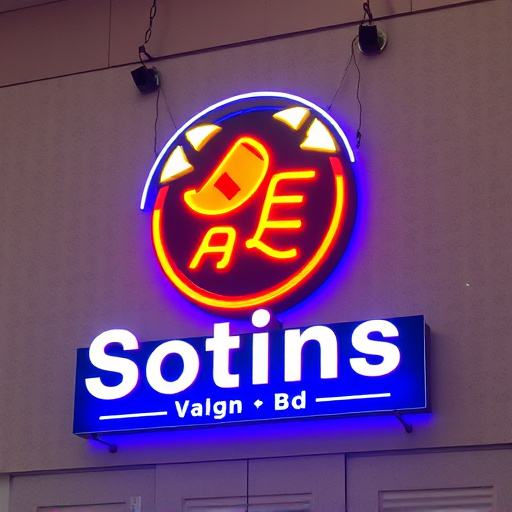 A E
Sotins
Valgn • Bd